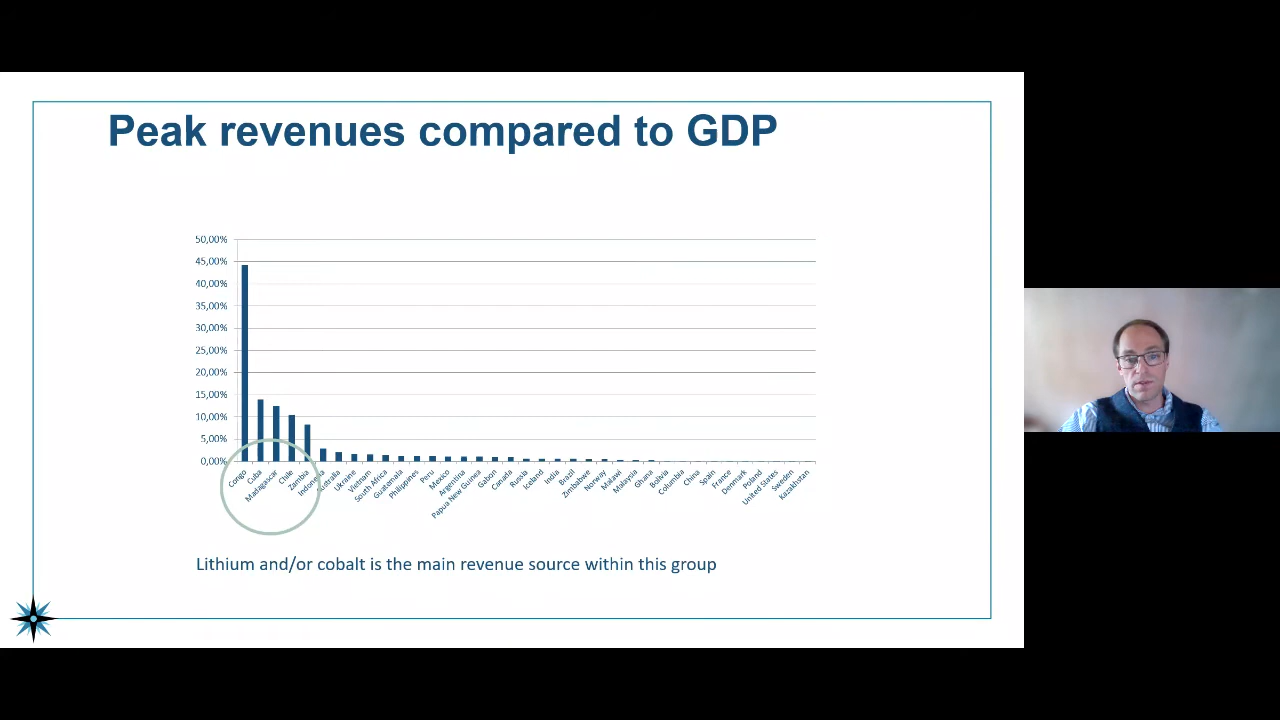 Peak revenues compared to GDP
50,00%
45,00%
40,00%
35,00%
30,00%
25,00%
20,00%
15,00%
10,00%
5,00%
0,00%
Congo
Cuba
Madagascar
Chile
Zambia
Indonesia
Australia
Ukraine
Vietnam
South Africa
Guatemala
Philippines
Peru
Mexico
Argentina
Papua New Guinea
Gabon
Canada
Russia
Iceland
India
Brazil
Zimbabwe
Norway
Malawi
Malaysia
Ghana
Bolivia
Columbia
China
Spain
France
Denmark
Poland
United States
Sweden
Kazakhstan
Lithium and/or cobalt is the main revenue source within this group